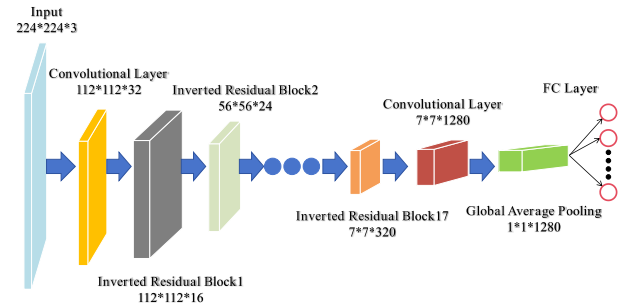 Input
224*224*3
Convolutional Layer
112*112*32
Inverted Residual Block1
112*112*16
Inverted Residual Block2
56*56*24
Inverted Residual Block17
7*7*320
Convolutional Layer
7*7*1280
Global Average Pooling
1*1*1280
FC Layer